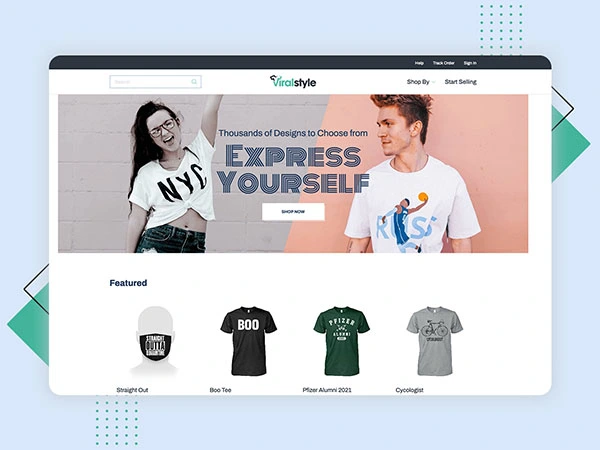 Help Track Order Sign In
Search
Viralstyle
Shop By
Start Selling
Thousands of Designs to Choose from
EXPRESS
YOURSELF
SHOP NOW
NYC
Featured
STRAIGHT
OUTTA
QUARANTINE
BOO
PFIZER
ALUMNI
CYCOLOGIST
Straight Out
Boo Tee
Pfizer Alumni 2021
Cycologist